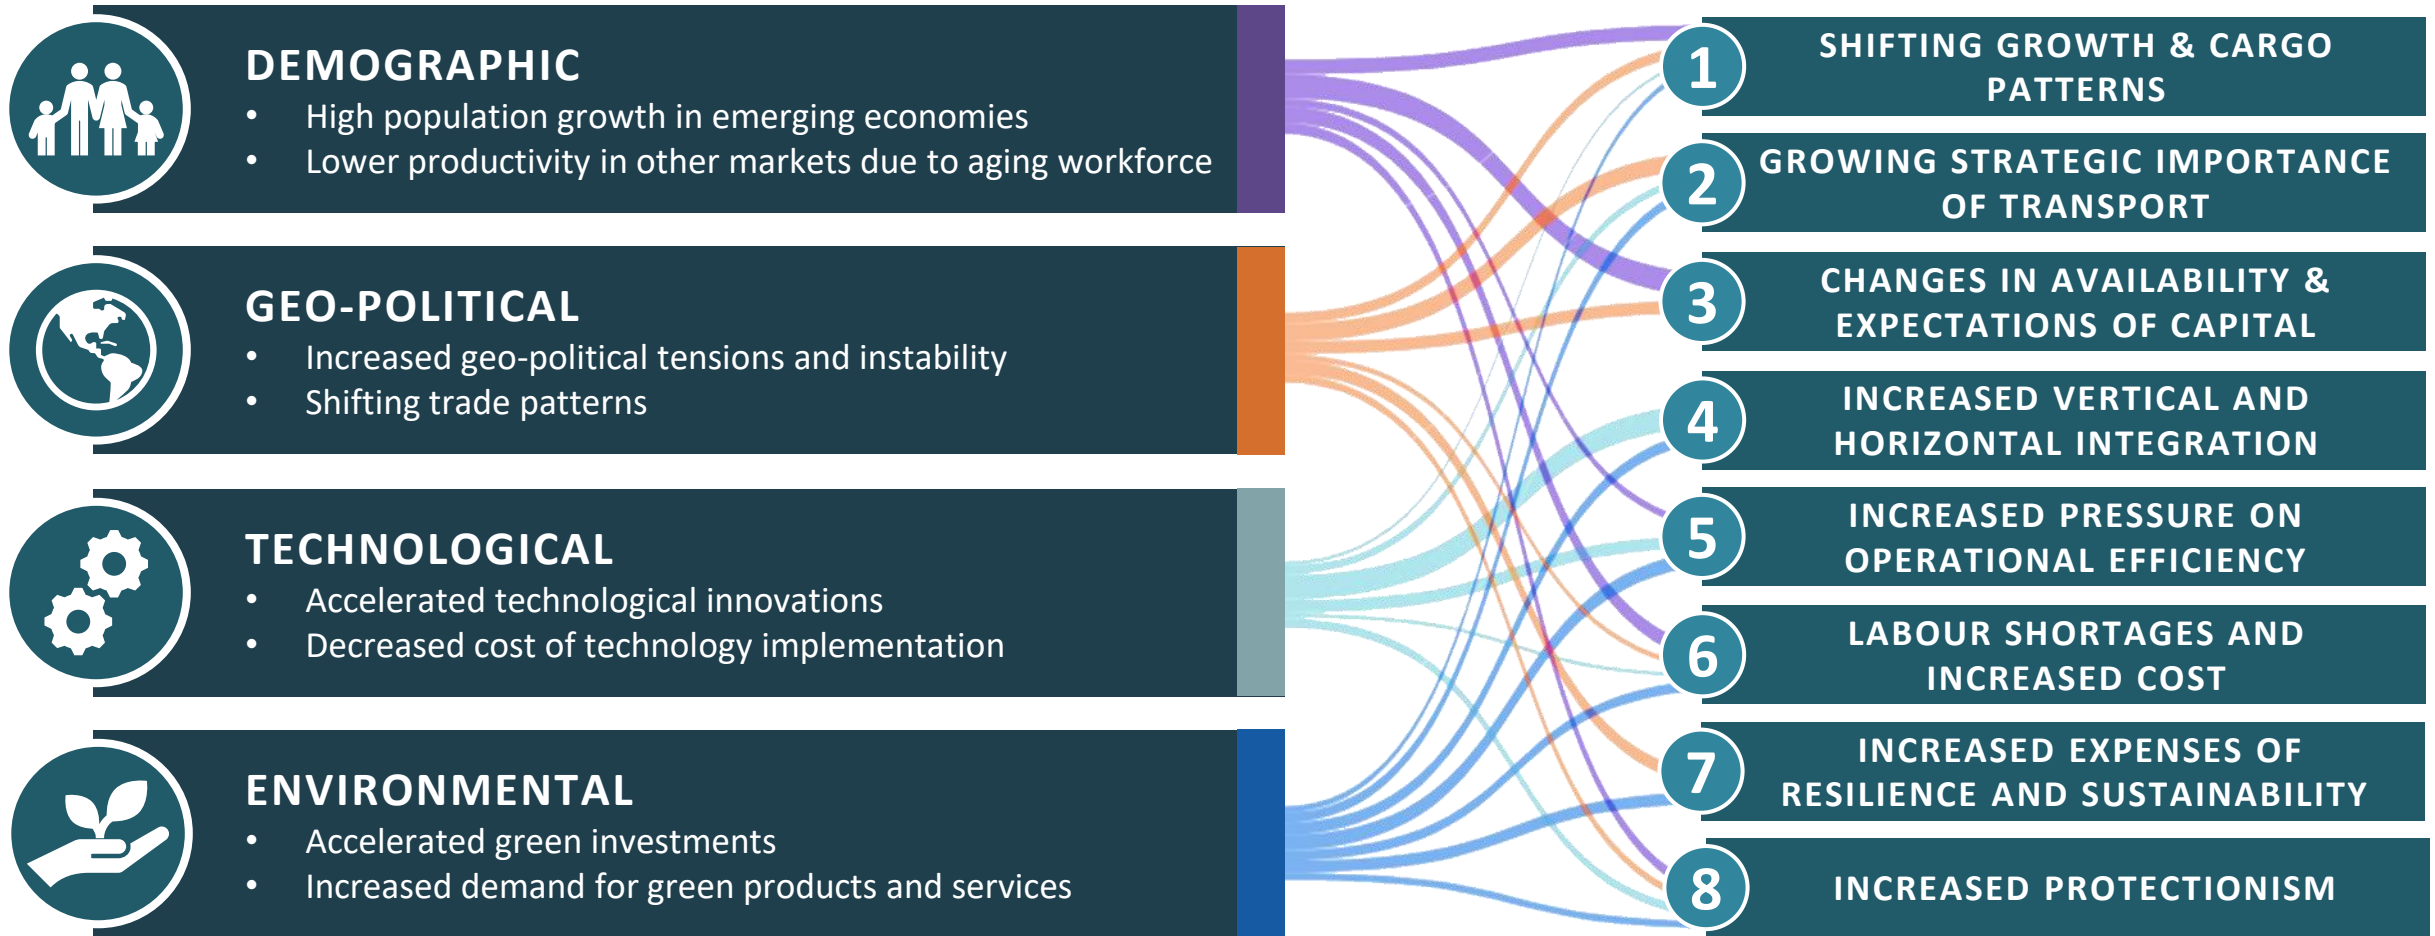 DEMOGRAPHIC
• High population growth in emerging economies
• Lower productivity in other markets due to aging workforce
GEO-POLITICAL
• Increased geo-political tensions and instability
• Shifting trade patterns
TECHNOLOGICAL
• Accelerated technological innovations
• Decreased cost of technology implementation
ENVIRONMENTAL
• Accelerated green investments
• Increased demand for green products and services
1
SHIFTING GROWTH & CARGO
PATTERNS
2
GROWING STRATEGIC IMPORTANCE
OF TRANSPORT
3
CHANGES IN AVAILABILITY &
EXPECTATIONS OF CAPITAL
4
INCREASED VERTICAL AND
HORIZONTAL INTEGRATION
5
INCREASED PRESSURE ON
OPERATIONAL EFFICIENCY
6
LABOUR SHORTAGES AND
INCREASED COST
7
INCREASED EXPENSES OF
RESILIENCE AND SUSTAINABILITY
8
INCREASED PROTECTIONISM